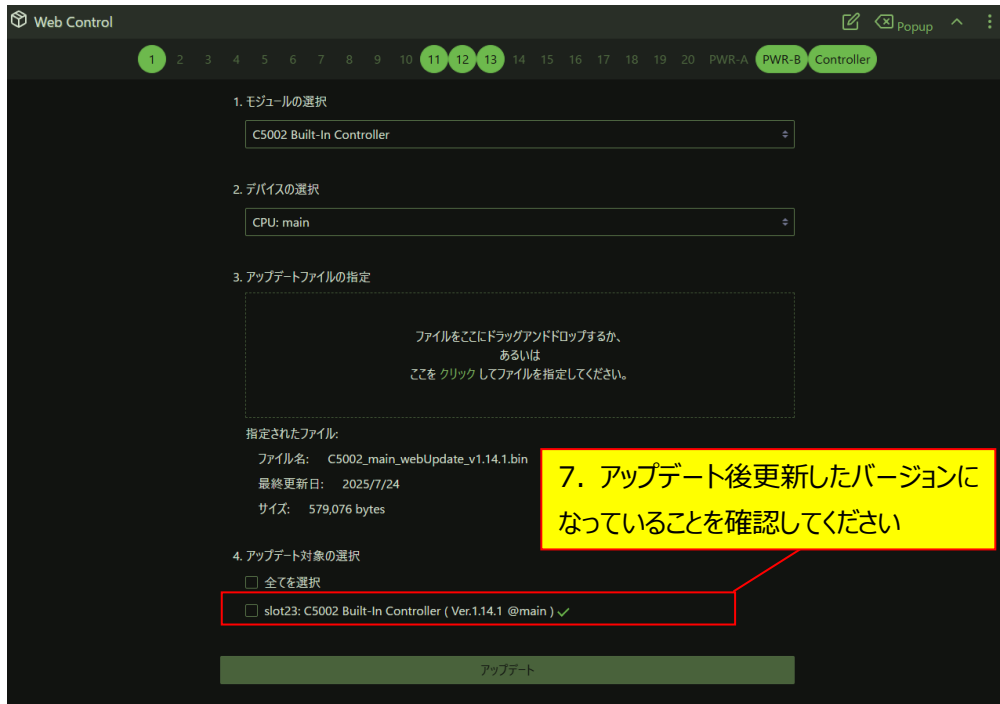 Web Control
Popup
1 2 3 4 5 6 7 8 9 10 11 12 13 14 15 16 17 18 19 20 PWR-A PWR-B Controller
1. モジュールの選択
C5002 Built-In Controller
2. デバイスの選択
CPU: main
3. アップデートファイルの指定
ファイルをここにドラッグアンドドロップするか、
あるいは
ここを クリック してファイルを指定してください。
指定されたファイル:
ファイル名: C5002_main_webUpdate_v1.14.1.bin
最終更新日: 2025/7/24
サイズ: 579,076 bytes
7. アップデート後更新したバージョンに
なっていることを確認してください
4. アップデート対象の選択
全てを選択
slot23: C5002 Built-In Controller ( Ver.1.14.1 @main )
アップデート